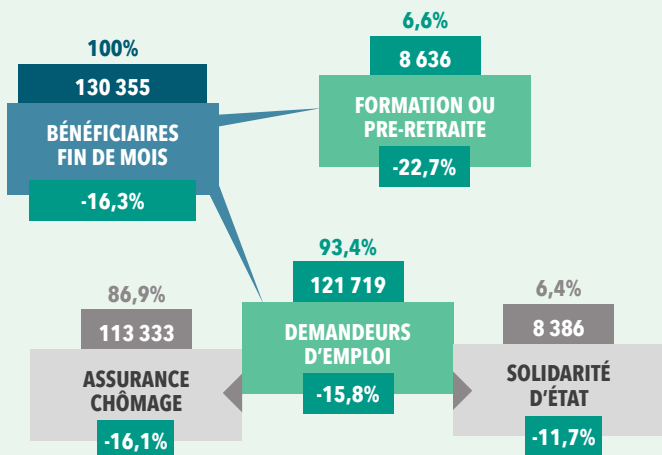 100%
130 355
BÉNÉFICIAIRES
FIN DE MOIS
-16,3%
6,6%
8 636
FORMATION OU
PRE-RETRAITE
-22,7%
93,4%
121 719
DEMANDEURS
D'EMPLOI
-15,8%
86,9%
113 333
ASSURANCE
CHÔMAGE
-16,1%
6,4%
8 386
SOLIDARITÉ
D'ÉTAT
-11,7%